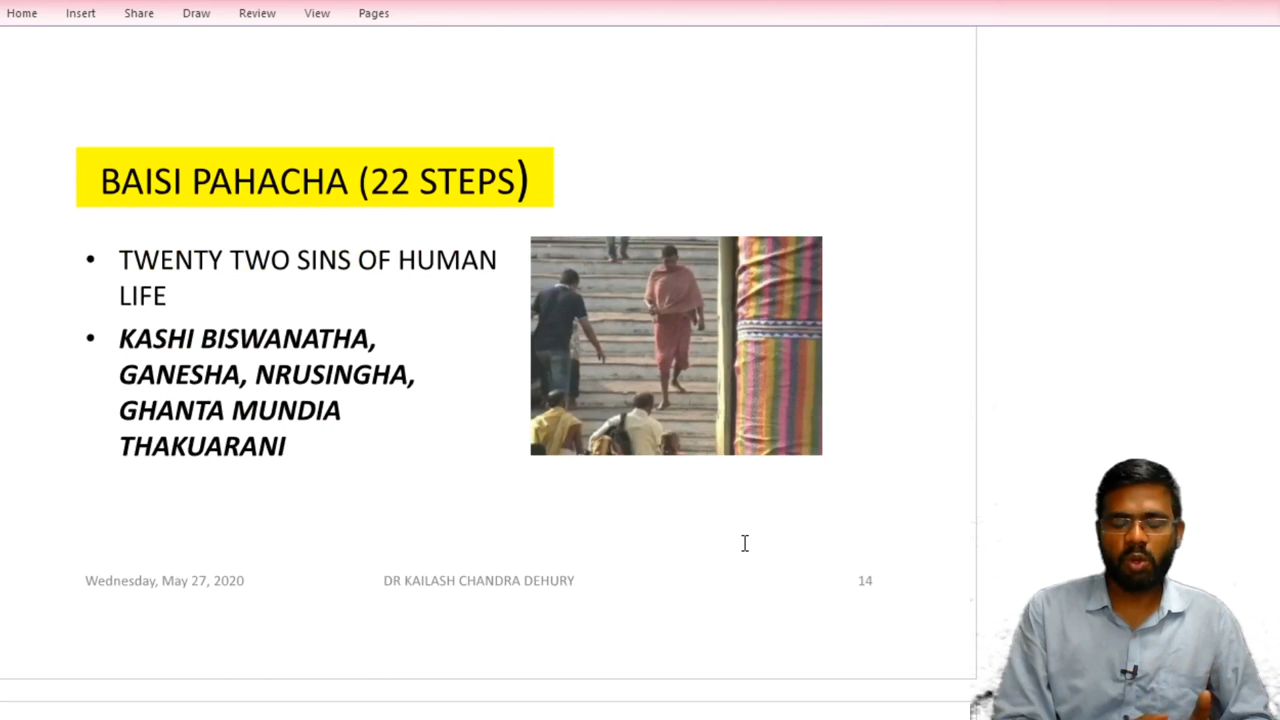 Home Insert Share Draw Review View Pages
BAISI PAHACHA (22 STEPS)
• TWENTY TWO SINS OF HUMAN
LIFE
• KASHI BISWANATHA,
GANESHA, NRUSINGHA,
GHANTA MUNDIA
THAKUARANI
Wednesday, May 27, 2020 DR KAILASH CHANDRA DEHURY 14